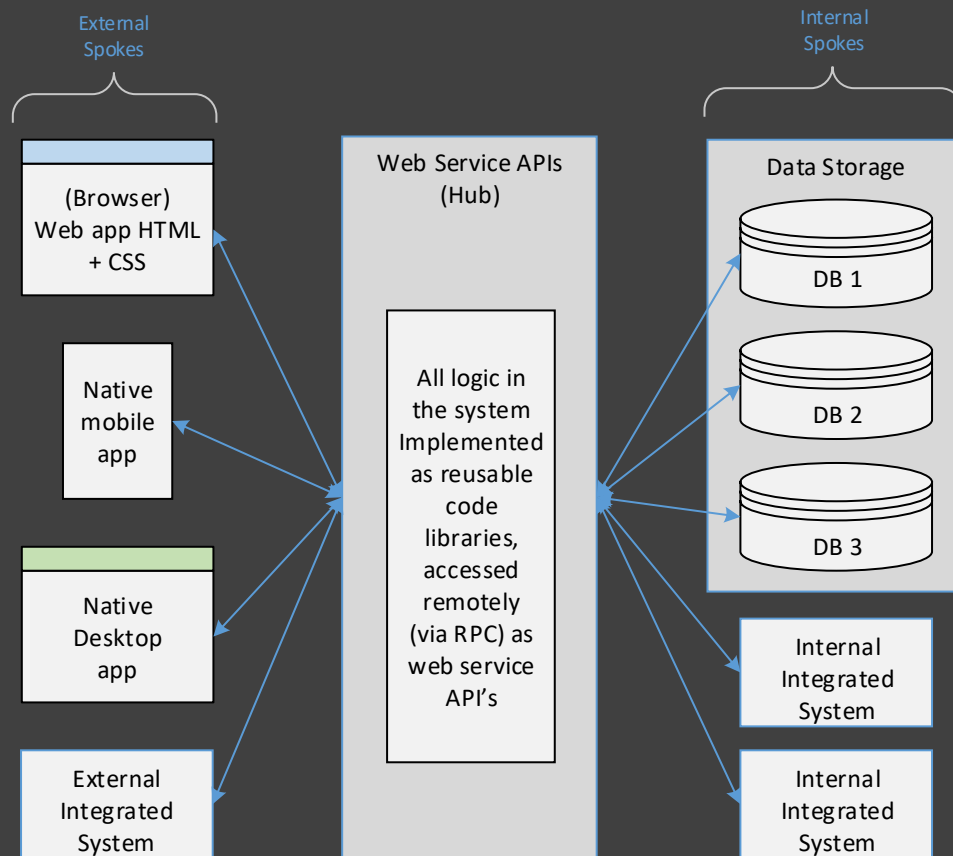 External
Spokes
Internal
Spokes
(Browser)
Web app HTML
+ CSS
Native
mobile
app
Native
Desktop
app
External
Integrated
System
Web Service APIs
(Hub)
All logic in
the system
Implemented
as reusable
code
libraries,
accessed
remotely
(via RPC) as
web service
API’s
Data Storage
DB 1
DB 2
DB 3
Internal
Integrated
System
Internal
Integrated
System